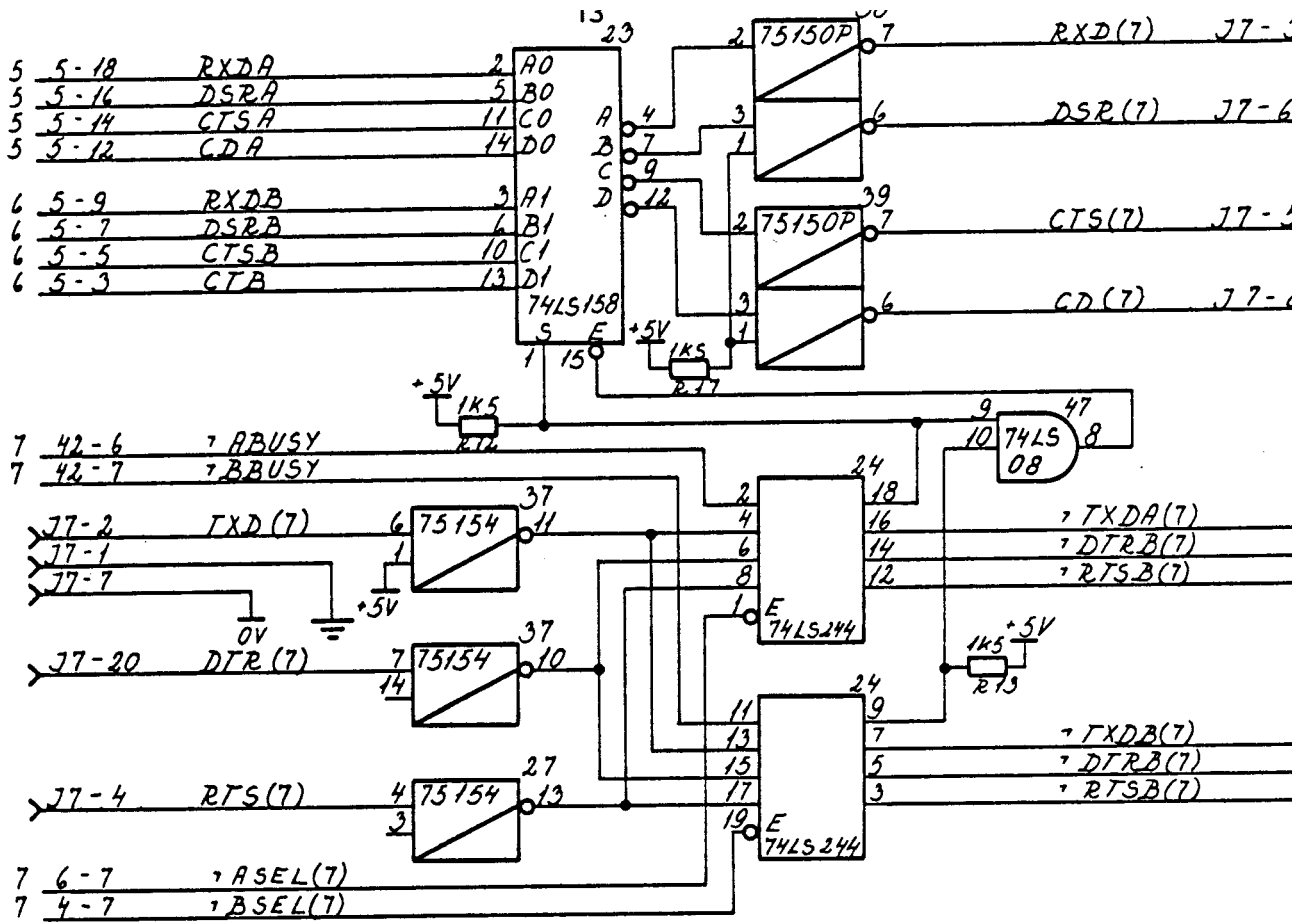 23
5 5-18 RXDA 2 A0
5 5-16 DSRA 5 B0
5 5-14 CTSA 11 C0
5 5-12 CDA 14 D0
6 5-9 RXDB 3 A1
6 5-7 DSRB 6 B1
6 5-5 CTSB 10 C1
6 5-3 CTB 13 D1
A 4
B 7
C 9
D 12
74LS158
S E
1 15
2 75150P 7 RXD(7)
3 6 DSR(7) J7-6
1
39
2 75150P 7 CTS(7) J7-5
3 6 CD(7)
1
+5V
1K5
R17
+5V
1K5
R12
9 47
10 74LS 8
08
7 42-6 ¬ABUSY
7 42-7 ¬BBUSY
24
2 18
4 16 ¬TXDA(7)
6 14 ¬DTRB(7)
8 12 ¬RTSB(7)
1 E
74LS244
37
J7-2 TXD(7) 6 75154 11
J7-1 1
J7-7 +5V
0V
37
J7-20 DTR(7) 7 75154 10
14
1K5 +5V
R13
24
11 9
13 7 ¬TXDB(7)
15 5 ¬DTRB(7)
17 3 ¬RTSB(7)
19 E
74LS244
27
J7-4 RTS(7) 4 75154 13
3
7 6-7 ¬ASEL(7)
7 4-7 ¬BSEL(7)